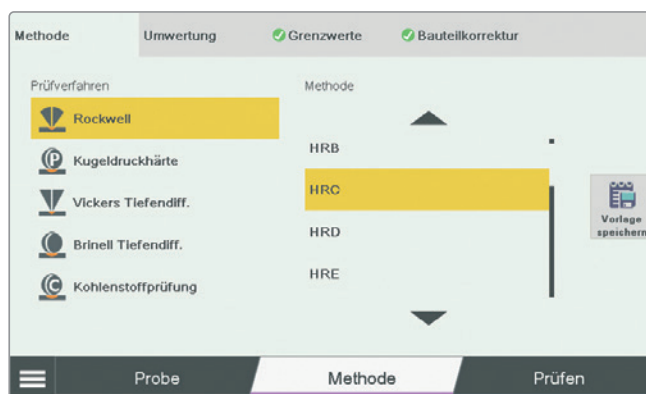 Methode
Umwertung
Grenzwerte
Bauteilkorrektur
Prüfverfahren
Rockwell
P
Kugeldruckhärte
Vickers Tiefendiff.
Brinell Tiefendiff.
C
Kohlenstoffprüfung
Methode
HRB
HRC
HRD
HRE
Vorlage
speichern
Probe
Methode
Prüfen